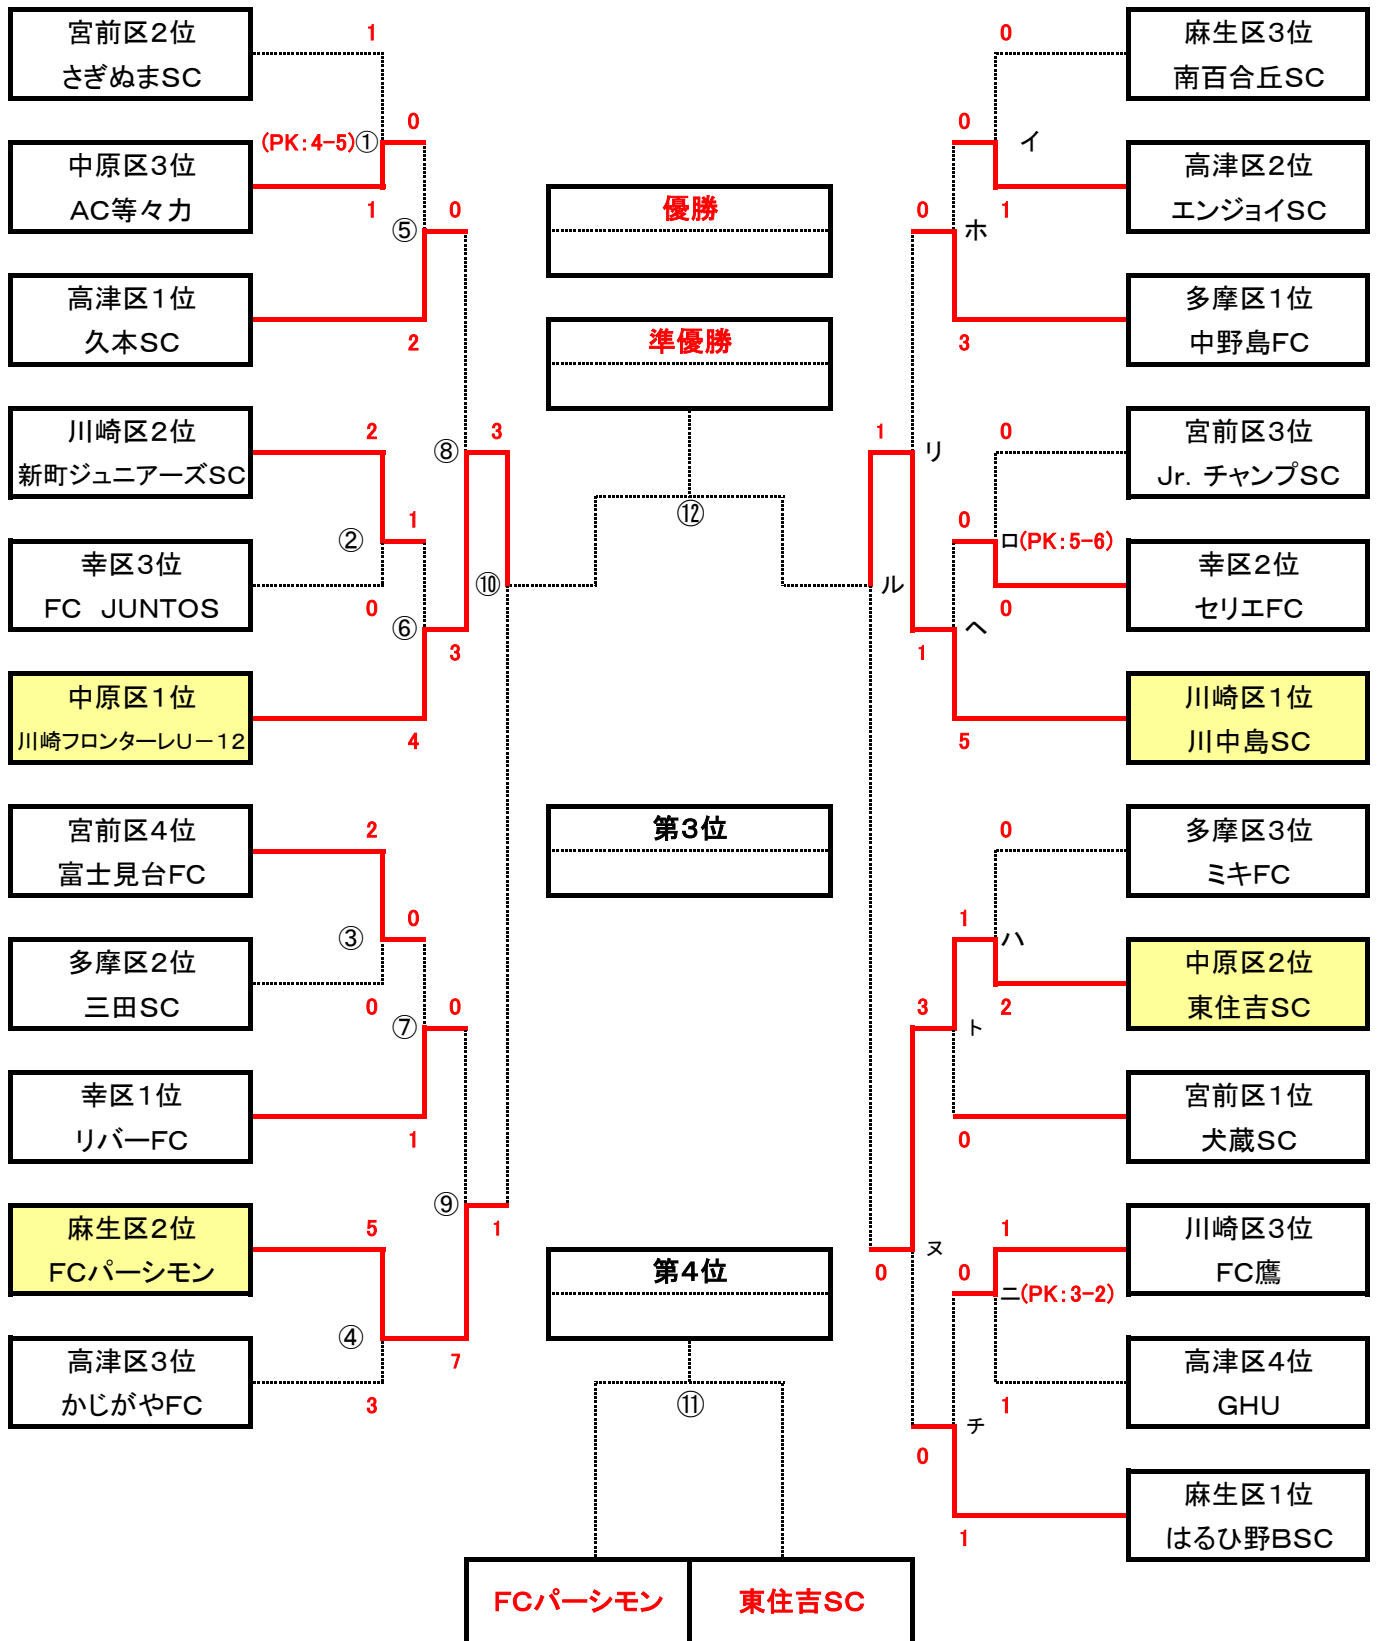 宮前区2位
さぎぬまSC
中原区3位
AC等々力
高津区1位
久本SC
川崎区2位
新町ジュニアーズSC
幸区3位
FC JUNTOS
中原区1位
川崎フロンターレU-12
宮前区4位
富士見台FC
多摩区2位
三田SC
幸区1位
リバーFC
麻生区2位
FCパーシモン
高津区3位
かじがやFC
1
(PK:4-5)①
1
0
⑤
2
0
2
②
0
1
⑥
4
3
⑧
3
⑩
2
③
0
0
⑦
1
0
5
④
3
7
⑨
1
優勝
準優勝
⑫
第3位
第4位
⑪
FCパーシモン
東住吉SC
0
イ
1
0
ホ
3
0
0
ロ(PK:5-6)
0
0
ヘ
5
1
リ
1
ル
0
ハ
2
1
ト
0
3
1
ニ(PK:3-2)
1
0
チ
1
0
ヌ
0
麻生区3位
南百合丘SC
高津区2位
エンジョイSC
多摩区1位
中野島FC
宮前区3位
Jr.チャンプSC
幸区2位
セリエFC
川崎区1位
川中島SC
多摩区3位
ミキFC
中原区2位
東住吉SC
宮前区1位
犬蔵SC
川崎区3位
FC鷹
高津区4位
GHU
麻生区1位
はるひ野BSC